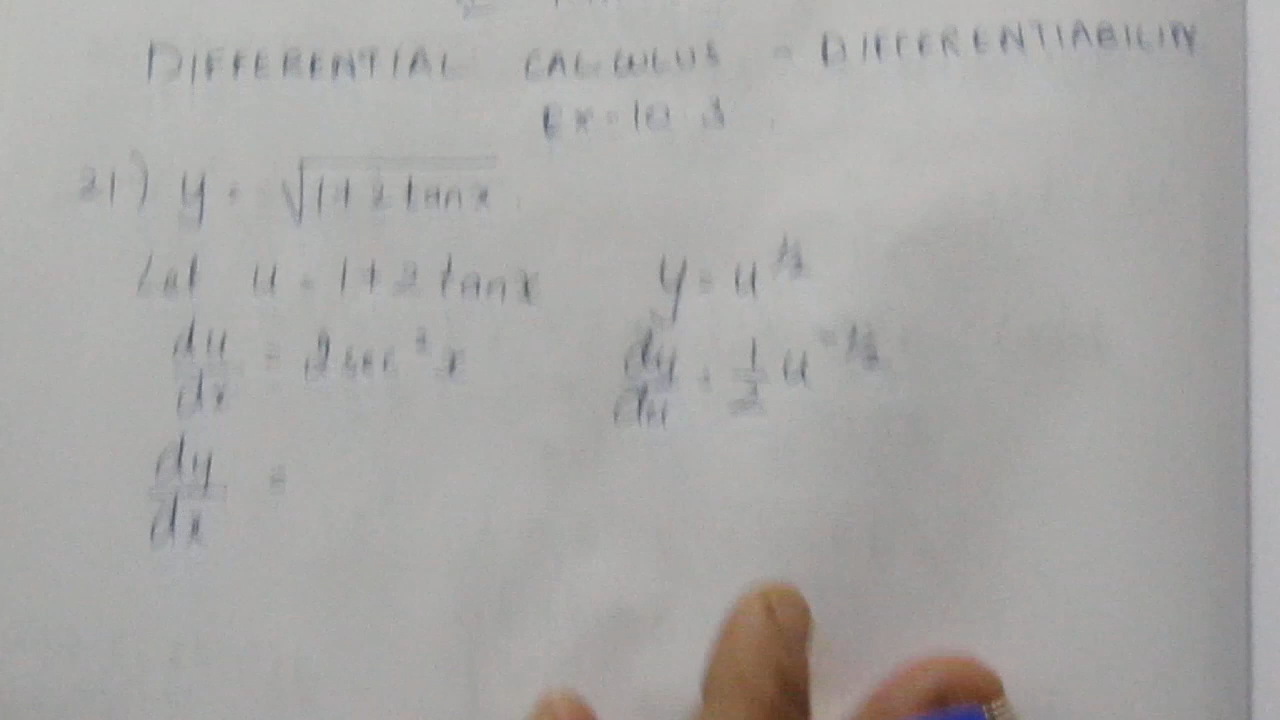 DIFFERENTIAL CALCULUS - DIFFERENTIABILITY
Ex - 10.3
21) y = √(1+2tanx)
Let u = 1+2tanx y = u^½
du/dx = 2sec²x dy/du = 1/2 u^-½
dy/dx =